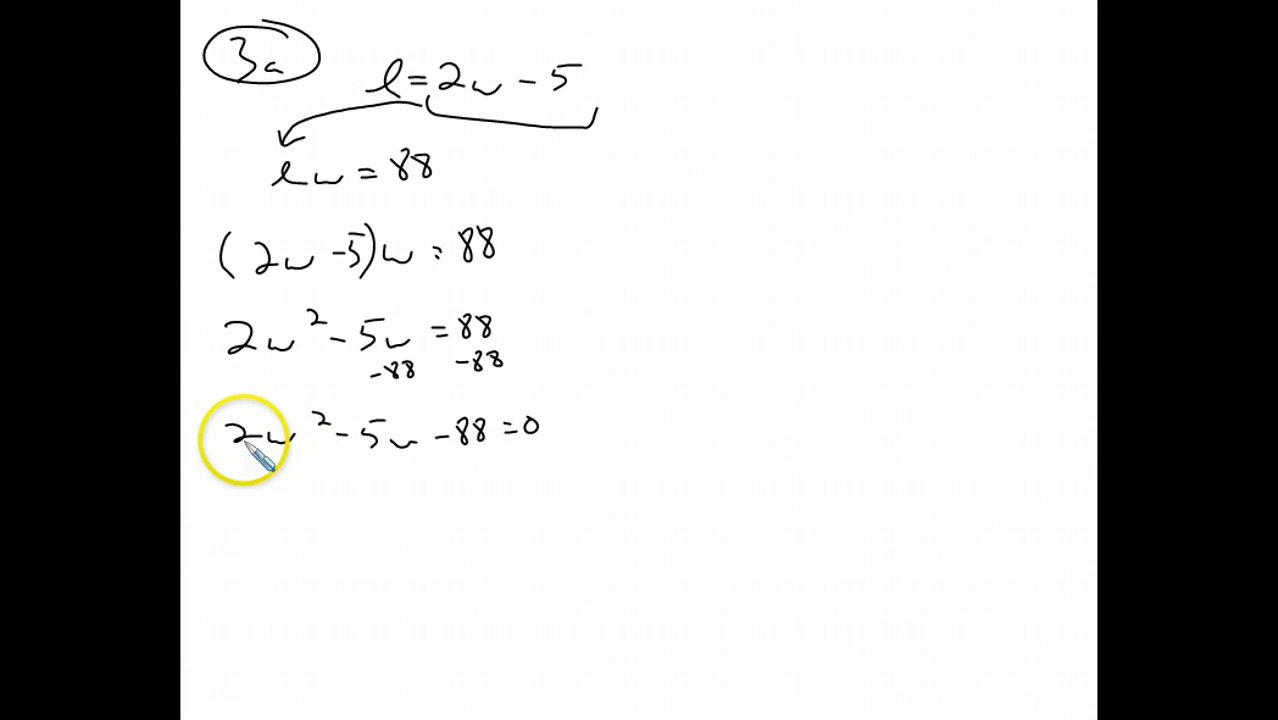 3a
l = 2w - 5
lw = 88
(2w - 5)w = 88
2w² - 5w = 88
-88 -88
2w² - 5w - 88 = 0